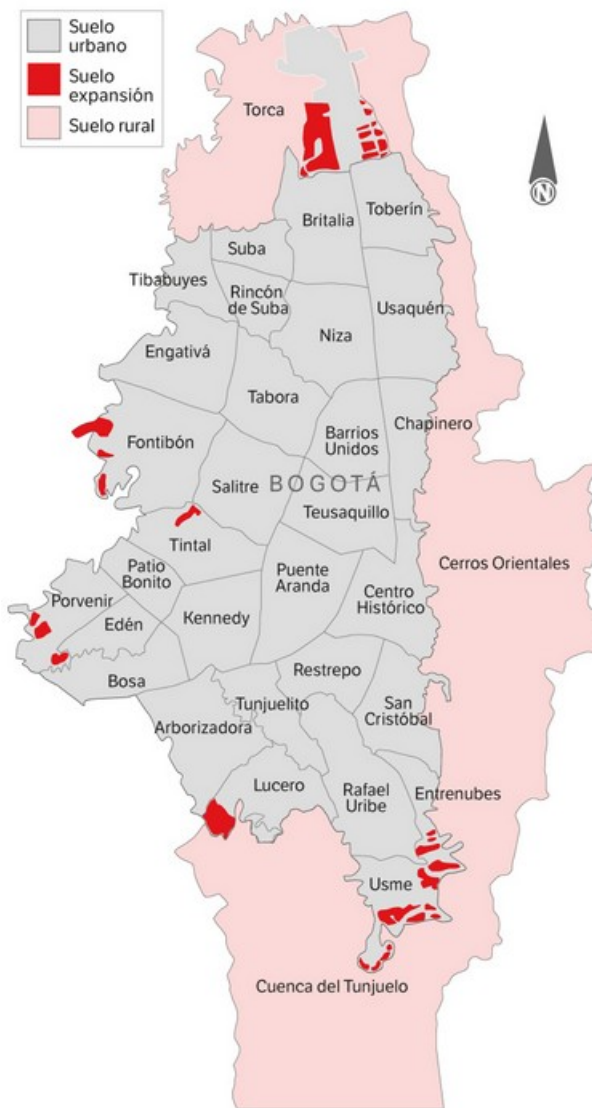 Suelo
urbano
Suelo
expansión
Suelo rural
Torca
N
Toberín
Britalia
Suba
Tibabuyes
Rincón
de Suba
Usaquén
Niza
Engativá
Tabora
Chapinero
Barrios
Unidos
Fontibón
Salitre
BOGOTÁ
Teusaquillo
Tintal
Cerros Orientales
Patio
Bonito
Puente
Aranda
Porvenir
Centro
Histórico
Edén
Kennedy
Restrepo
Bosa
Tunjuelito
San
Cristóbal
Arborizadora
Lucero
Rafael
Uribe
Entrenubes
Usme
Cuenca del Tunjuelo